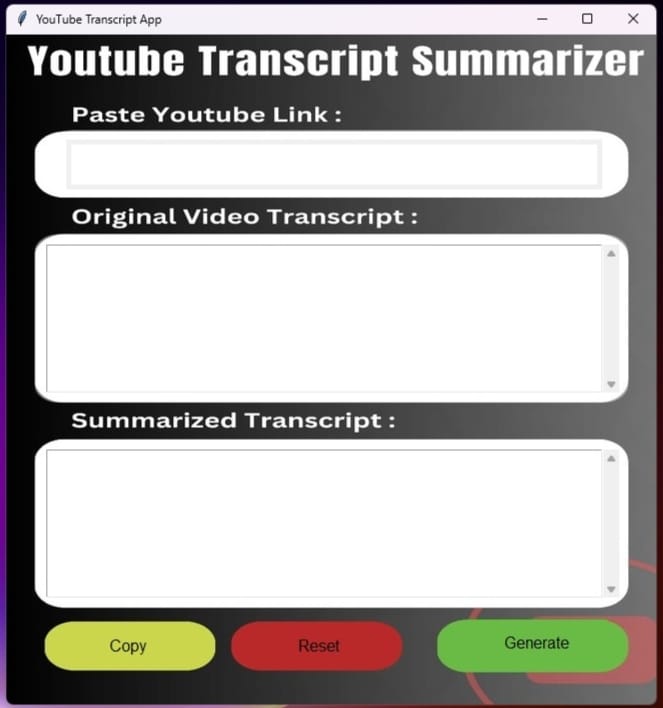 YouTube Transcript App
Youtube Transcript Summarizer
Paste Youtube Link :
Original Video Transcript :
Summarized Transcript :
Copy Reset Generate